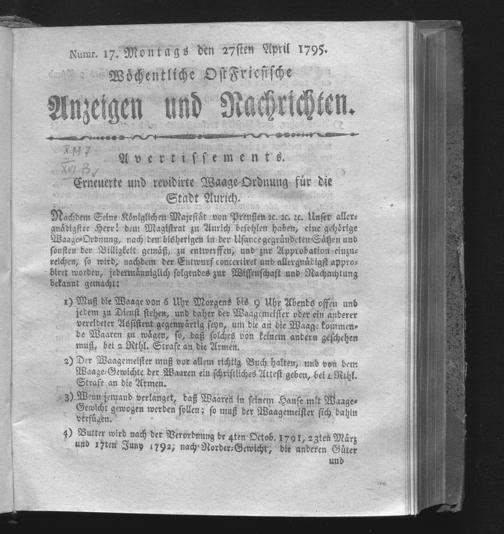 Numr. 17. Montags den 27sten April 1795.
Wöchentliche OstFriesische
Anzeigen und Nachrichten.
Avertissements.
Erneuerte und revidirte Waage-Ordnung für die
Stadt Aurich.
Nachdem Seine Königlichen Majestät von Preußen ꝛc. ꝛc. ꝛc. Unser aller-
gnädigster Herr! dem Magistrat zu Aurich befohlen haben, eine gehörige
Waage-Ordnung, nach den bisherigen in der Usance gegründeten Sätzen und
sonsten der Billigkeit gemäß, zu entwerffen, und zur Approbation einzu-
reichen, so wird, nachdem der Entwurf concertiret und allergnädigst appro-
biret worden, jedermänniglich folgendes zur Wissenschaft und Nachachtung
bekannt gemacht:
1) Muß die Waage von 6 Uhr Morgens bis 9 Uhr Abends offen und
jedem zu Dienst stehen, und daher der Waagemeister oder ein anderer
vereideter Assistent gegenwärtig seyn, um die an die Waage kommen-
de Waaren zu wägen, so, daß solches von keinem andern geschehen
muß, bei 2 Rthl. Strafe an die Armen.
2) Der Waagemeister muß vor allem richtig Buch halten, und von dem
Waage-Gewichte der Waaren ein schriftliches Attest geben, bei 1 Rthl.
Strafe an die Armen.
3) Wenn jemand verlanget, daß Waaren in seinem Hause mit Waage-
Gewicht gewogen werden sollen; so muß der Waagemeister sich dahin
verfügen.
4) Butter wird nach der Verordnung de 4ten Octob. 1791, 23sten März
und 17ten Juny 1792, nach Norder-Gewicht, die anderen Güter
und